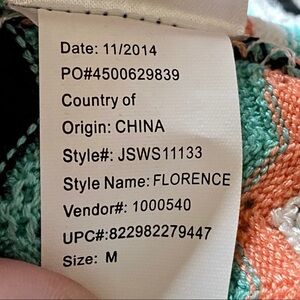 Date: 11/2014
PO#4500629839
Country of
Origin: CHINA
Style#: JSWS11133
Style Name: FLORENCE
Vendor#: 1000540
UPC#:822982279447
Size: M